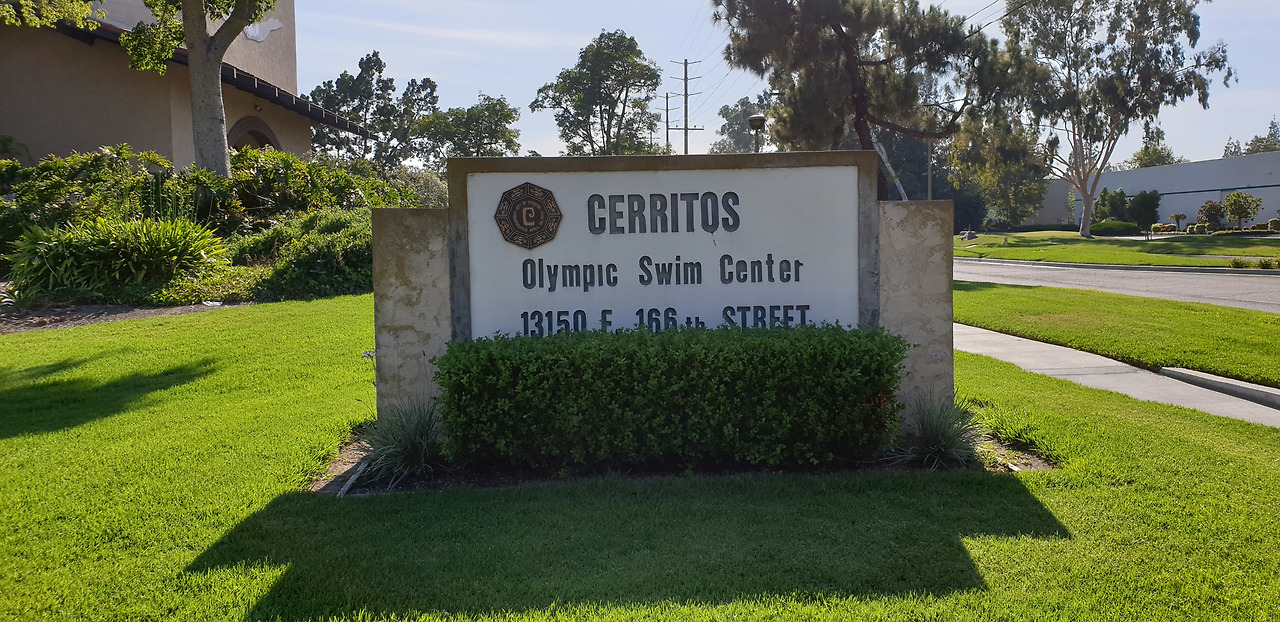 CERRITOS
Olympic Swim Center
13150 E. 166th STREET